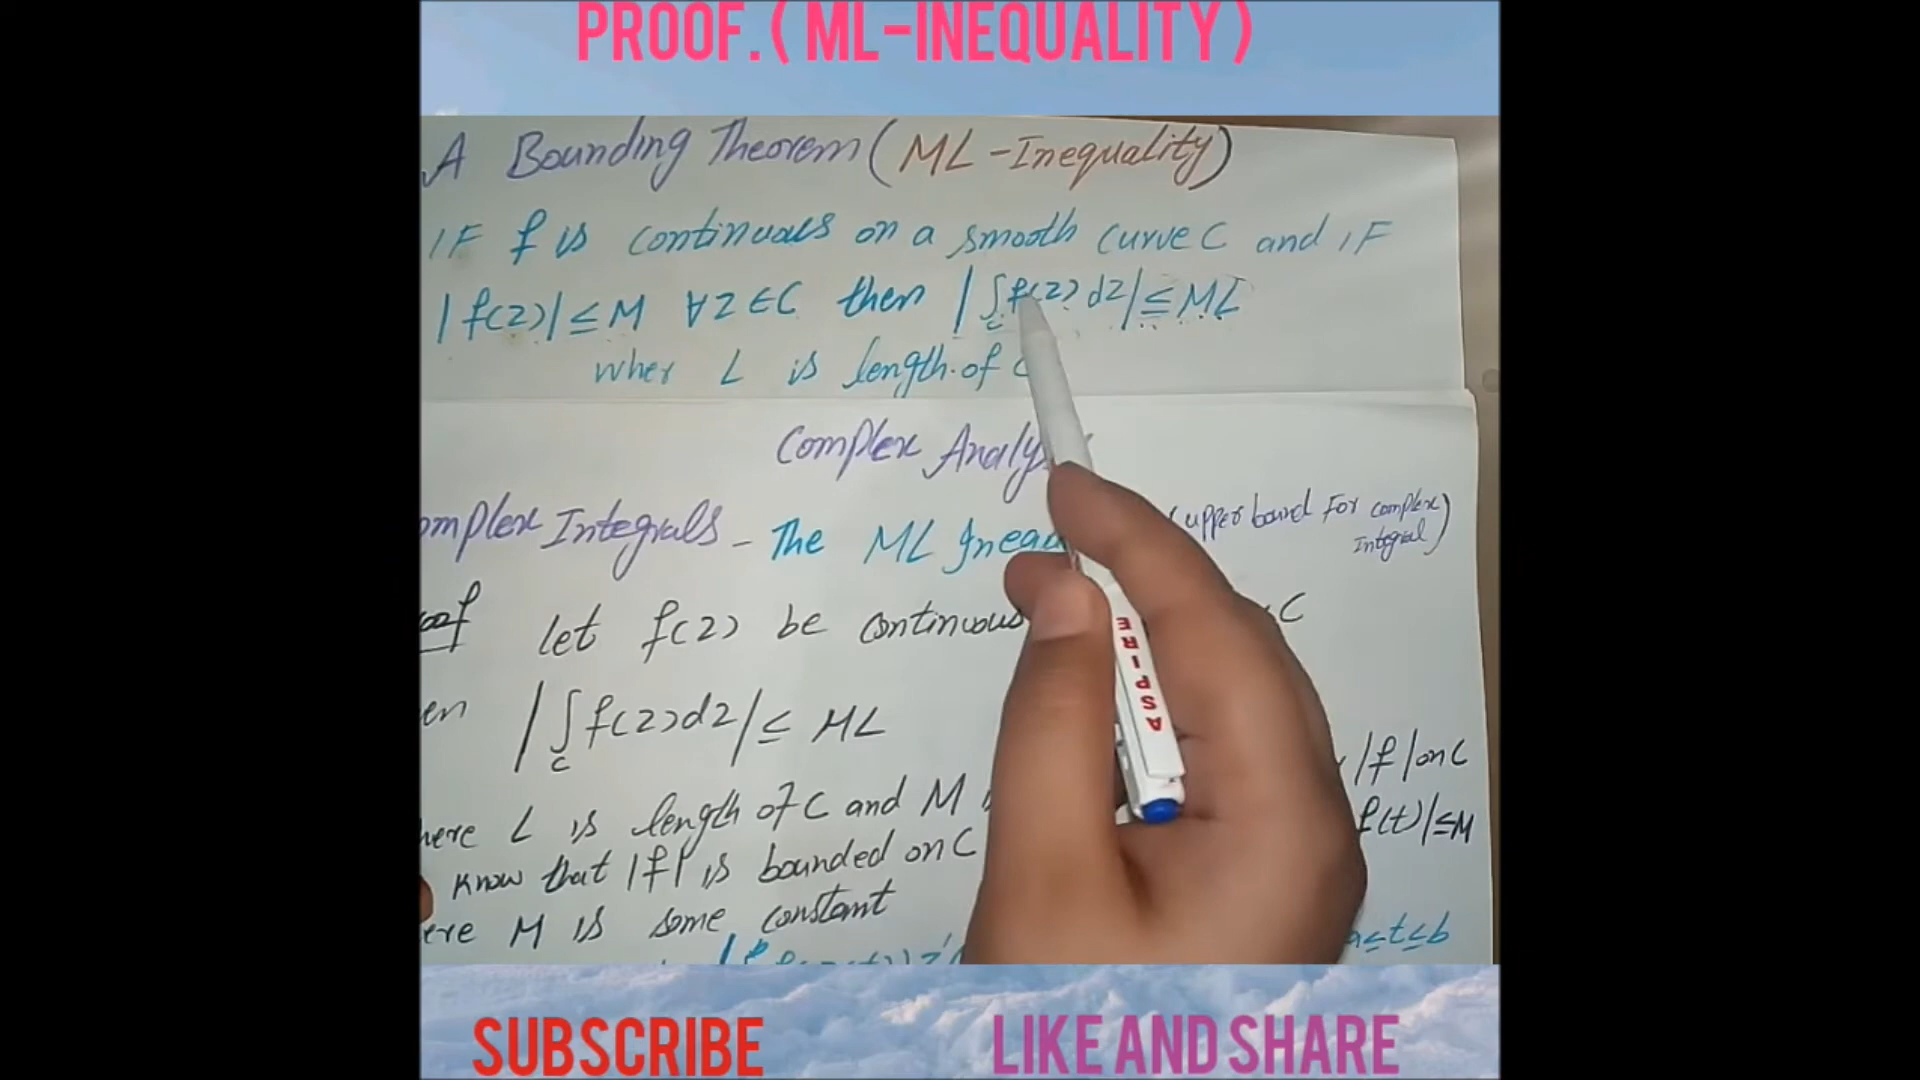 PROOF. ( ML-INEQUALITY )
A Bounding Theorem (ML-Inequality)
IF f is continuous on a smooth curve C and IF
|f(z)| ≤ M ∀ z ∈ C then |∫c f(z) dz| ≤ ML
wher L is length of C
Complex Analy
omplex Integrals - The ML Inequ (upper bound For complex
Integral)
oof let f(z) be continuous C
en |∫c f(z)dz| ≤ ML
here L is length of C and M |f| on C
know that |f| is bounded on C f(t)| ≤ M
ere M is some constant
a≤t≤b
ASPIRE
SUBSCRIBE
LIKE AND SHARE